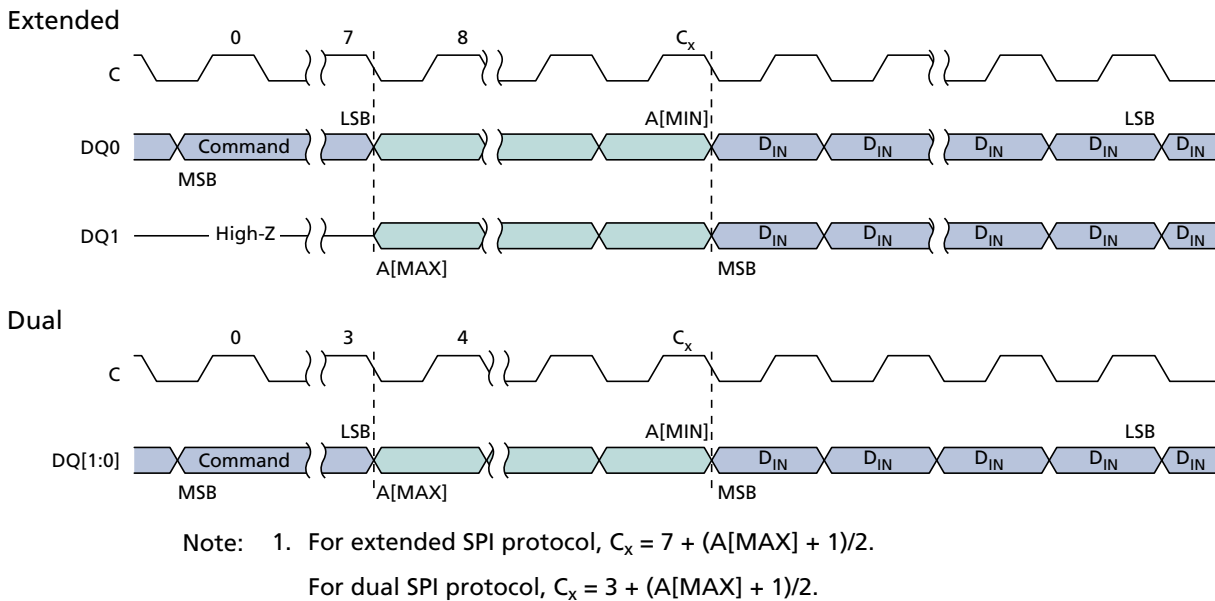 Extended
0 7 8 Cx
C
LSB A[MIN] LSB
DQ0 Command DIN DIN DIN DIN DIN
MSB
DQ1 High-Z DIN DIN DIN DIN DIN
A[MAX] MSB
Dual
0 3 4 Cx
C
LSB A[MIN] LSB
DQ[1:0] Command DIN DIN DIN DIN DIN
MSB A[MAX] MSB
Note: 1. For extended SPI protocol, Cx = 7 + (A[MAX] + 1)/2.
For dual SPI protocol, Cx = 3 + (A[MAX] + 1)/2.